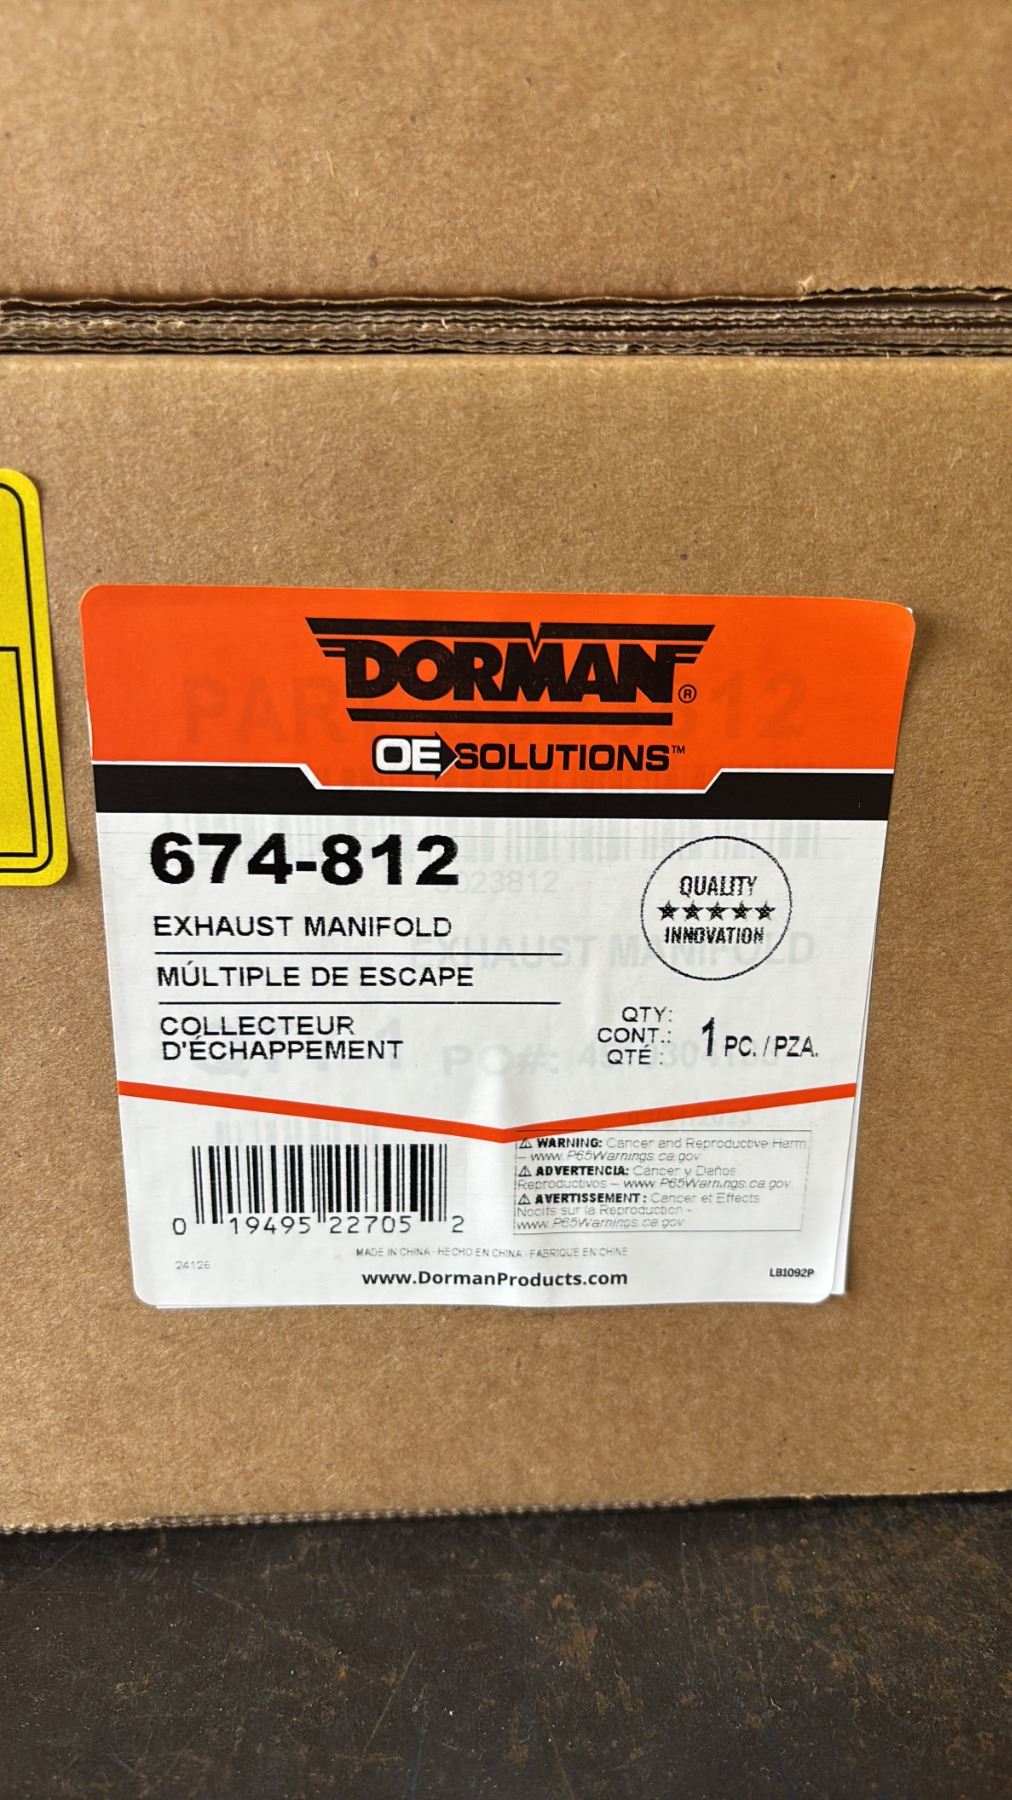 DORMAN®
OE SOLUTIONS™
674-812
EXHAUST MANIFOLD
MÚLTIPLE DE ESCAPE
COLLECTEUR
D'ÉCHAPPEMENT
QUALITY
★★★★★
INNOVATION
QTY:
CONT.:
QTÉ :
1 PC. / PZA.
⚠ WARNING: Cancer and Reproductive Harm
– www.P65Warnings.ca.gov
⚠ ADVERTENCIA: Cáncer y Daños
Reproductivos – www.P65Warnings.ca.gov
⚠ AVERTISSEMENT : Cancer et Effects
Nocifs sur la Reproduction -
www.P65Warnings.ca.gov
0 19495 22705 2
MADE IN CHINA - HECHO EN CHINA - FABRIQUÉ EN CHINE
24126
www.DormanProducts.com
LB1092P